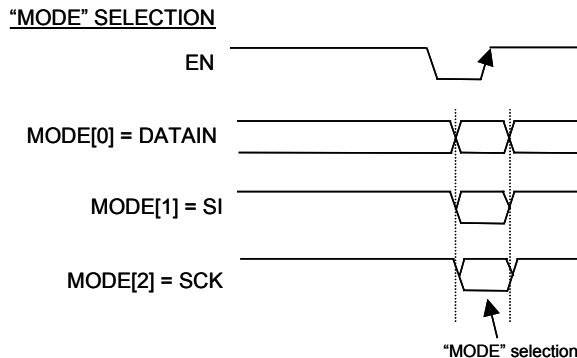 “MODE” SELECTION
EN
MODE[0] = DATAIN
MODE[1] = SI
MODE[2] = SCK
“MODE” selection